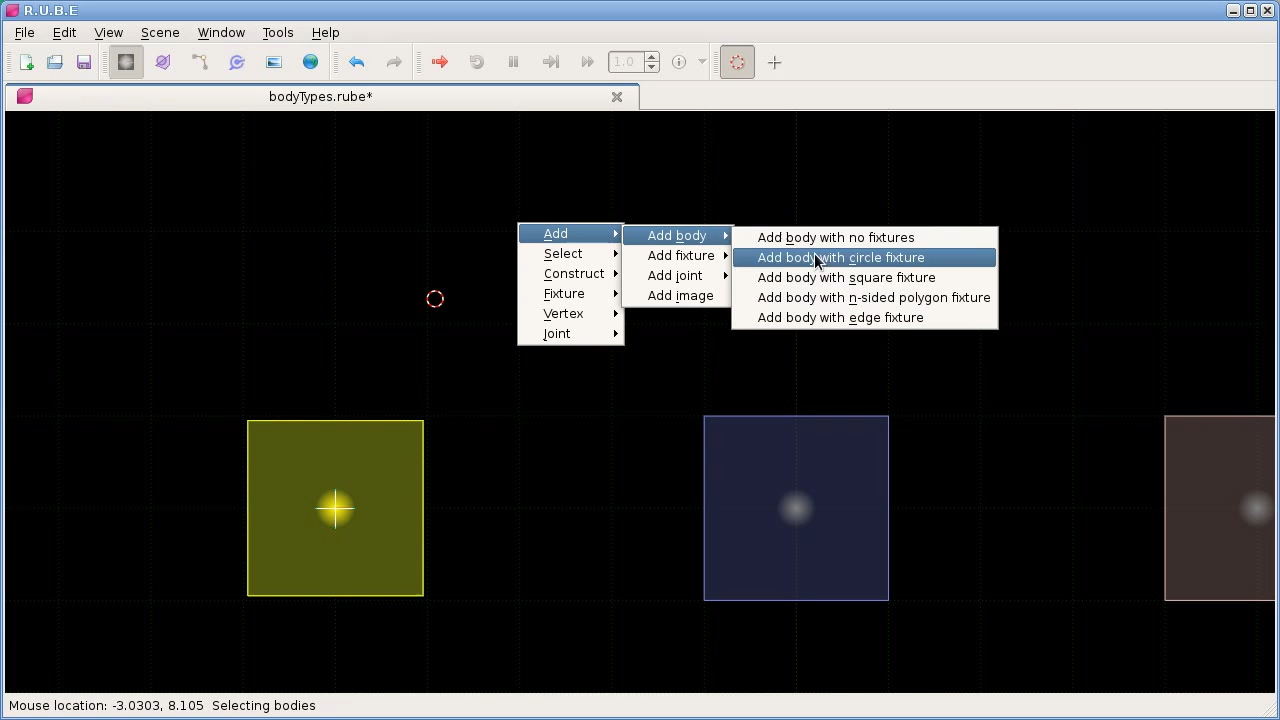 R.U.B.E
File Edit View Scene Window Tools Help
1.0
bodyTypes.rube*
Add
Select
Construct
Fixture
Vertex
Joint
Add body
Add fixture
Add joint
Add image
Add body with no fixtures
Add body with circle fixture
Add body with square fixture
Add body with n-sided polygon fixture
Add body with edge fixture
Mouse location: -3.0303, 8.105 Selecting bodies